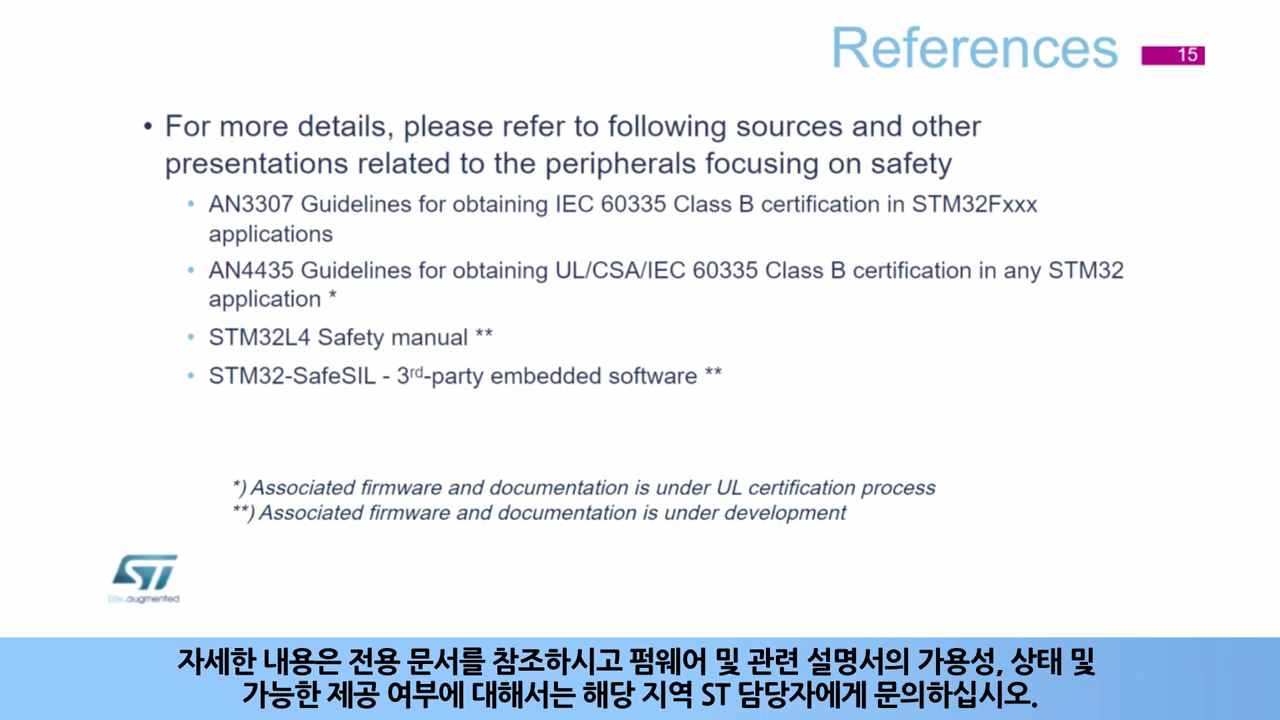 References
15
• For more details, please refer to following sources and other
presentations related to the peripherals focusing on safety
• AN3307 Guidelines for obtaining IEC 60335 Class B certification in STM32Fxxx
applications
• AN4435 Guidelines for obtaining UL/CSA/IEC 60335 Class B certification in any STM32
application *
• STM32L4 Safety manual **
• STM32-SafeSIL - 3rd-party embedded software **
*) Associated firmware and documentation is under UL certification process
**) Associated firmware and documentation is under development
ST
life.augmented
자세한 내용은 전용 문서를 참조하시고 펌웨어 및 관련 설명서의 가용성, 상태 및
가능한 제공 여부에 대해서는 해당 지역 ST 담당자에게 문의하십시오.